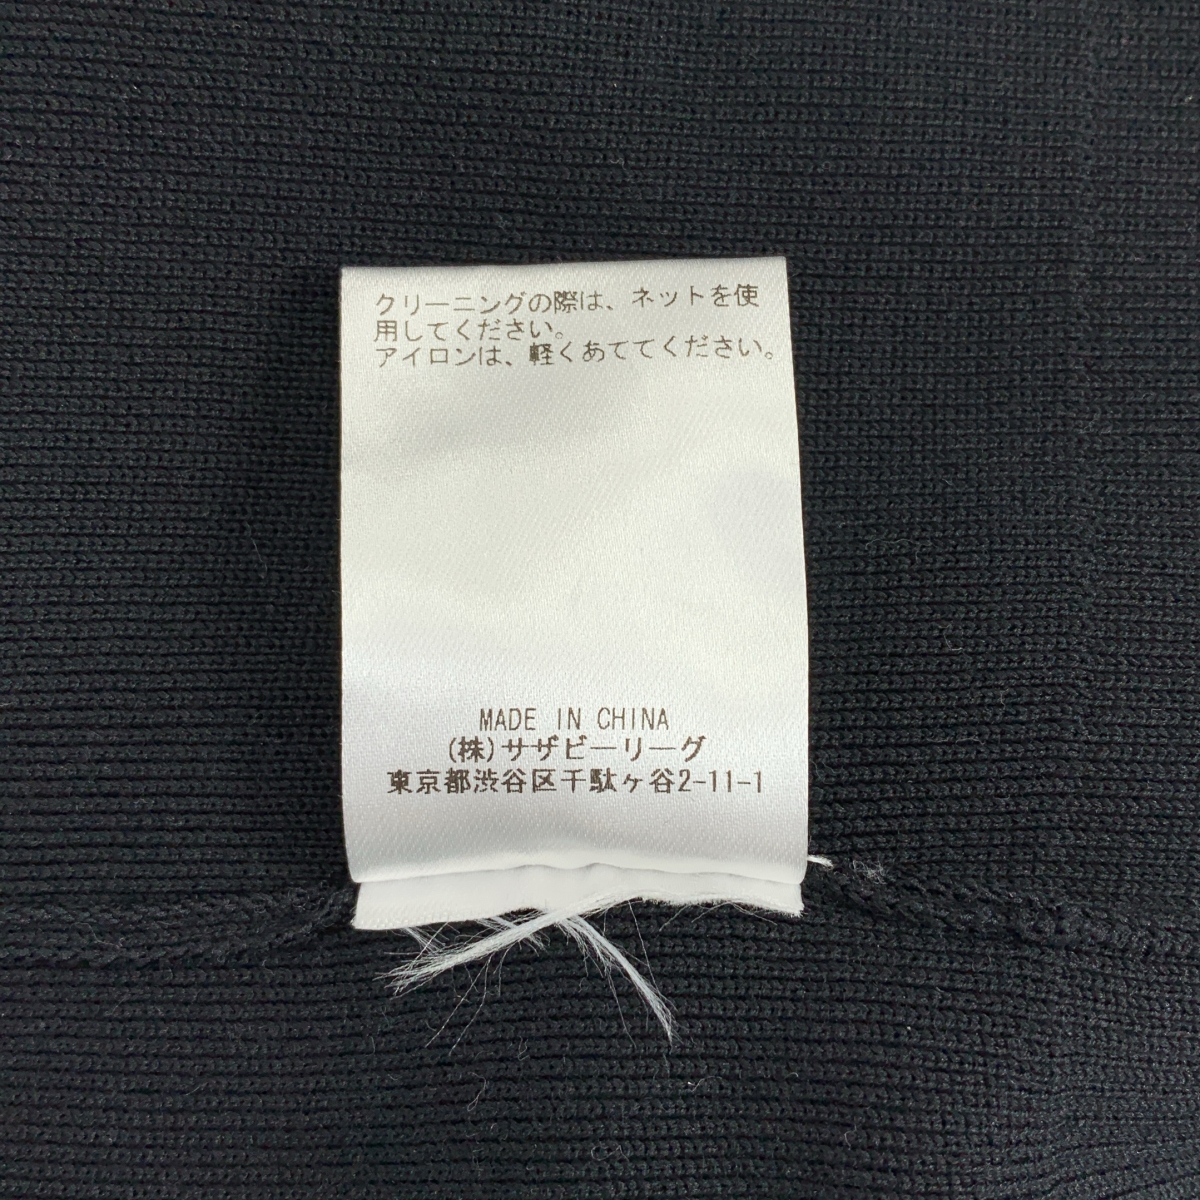 クリーニングの際は、ネットを使
用してください。
アイロンは、軽くあててください。
MADE IN CHINA
(株)サザビーリーグ
東京都渋谷区千駄ヶ谷2-11-1